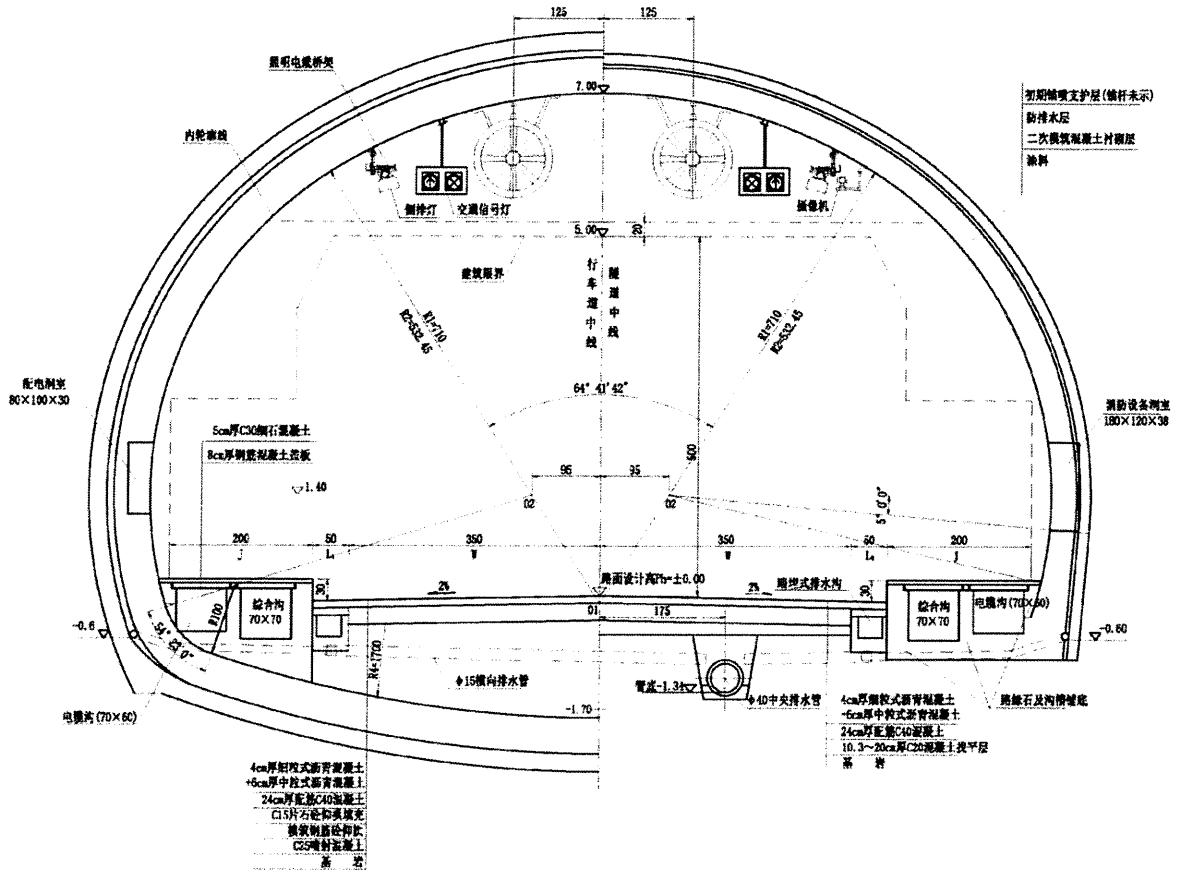 125
125
照明电缆桥架
7.00
初期锚喷支护层(锚杆未示)
防排水层
二次模筑混凝土衬砌层
涂料
内轮廓线
侧排灯
交通信号灯
摄像机
5.00
20
建筑限界
行车道中线
隧道中线
R1=710
R2=532.45
R1=710
R2=532.45
64° 41′42″
配电洞室
80×100×30
消防设备洞室
180×120×38
5cm厚C30细石混凝土
8cm厚钢筋混凝土盖板
95
95
1.40
O2
O2
5°0′0″
200
50
350
350
50
200
J
L
W
W
L
J
30
2%
路面设计高Ph=±0.00
2%
路缘式排水沟
30
综合沟
70×70
R100
O1
175
综合沟
70×70
电缆沟(70×60)
-0.6
-0.60
R4=1700
φ15横向排水管
管底-1.34
φ40中央排水管
-1.70
电缆沟(70×60)
路缘石及沟槽铺底
4cm厚细粒式沥青混凝土
+6cm厚中粒式沥青混凝土
24cm厚配筋C40混凝土
10.3～20cm厚C20混凝土找平层
基 岩
4cm厚细粒式沥青混凝土
+6cm厚中粒式沥青混凝土
24cm厚配筋C40混凝土
C15片石砼仰拱填充
模筑钢筋砼仰拱
C25喷射混凝土
基 岩